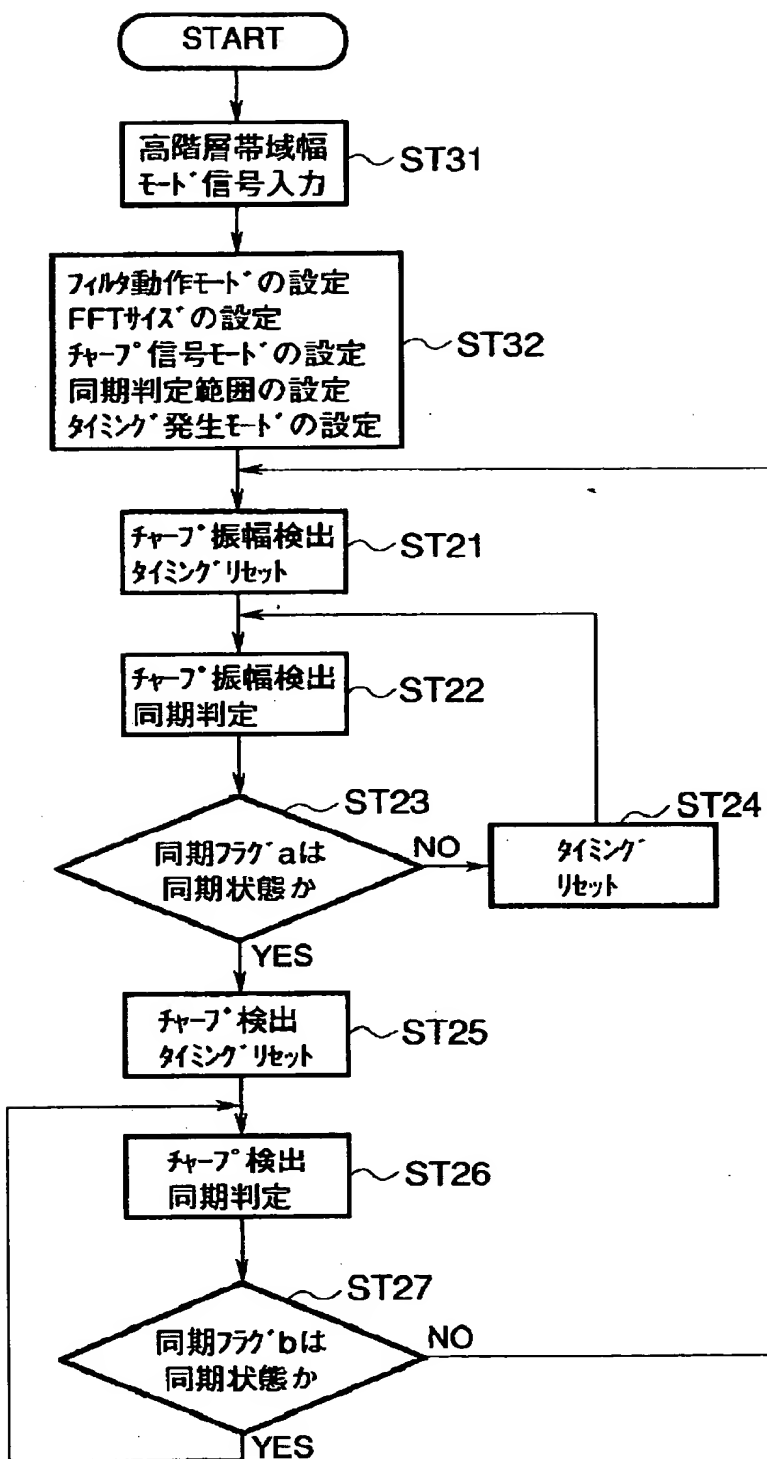 START
高階層帯域幅
モード信号入力
ST31
フィルタ動作モードの設定
FFTサイズの設定
チャープ信号モードの設定
同期判定範囲の設定
タイミング発生モードの設定
ST32
チャープ振幅検出
タイミングリセット
ST21
チャープ振幅検出
同期判定
ST22
ST23
同期フラグaは
同期状態か
NO
ST24
タイミング
リセット
YES
チャープ検出
タイミングリセット
ST25
チャープ検出
同期判定
ST26
ST27
同期フラグbは
同期状態か
NO
YES